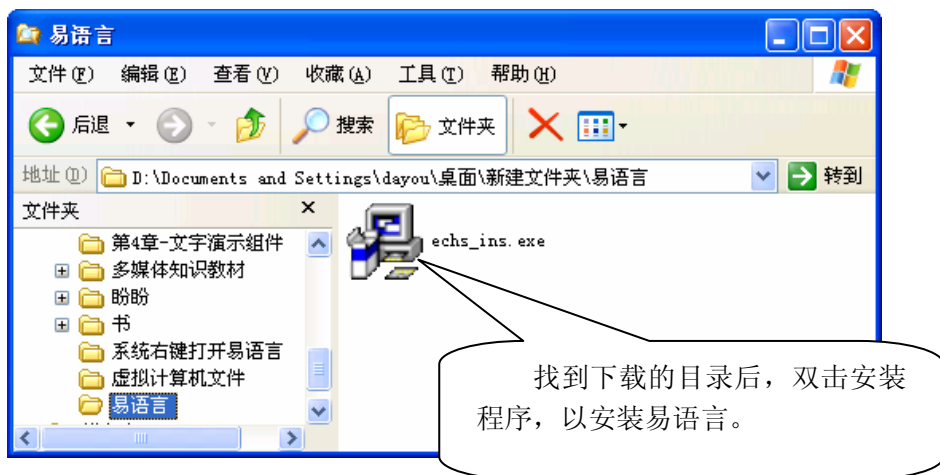 易语言
文件(F) 编辑(E) 查看(V) 收藏(A) 工具(T) 帮助(H)
后退 搜索 文件夹
地址(D) D:\Documents and Settings\dayou\桌面\新建文件夹\易语言 转到
文件夹 ×
第4章-文字演示组件
多媒体知识教材
盼盼
书
系统右键打开易语言
虚拟计算机文件
易语言
echs_ins.exe
找到下载的目录后，双击安装
程序，以安装易语言。